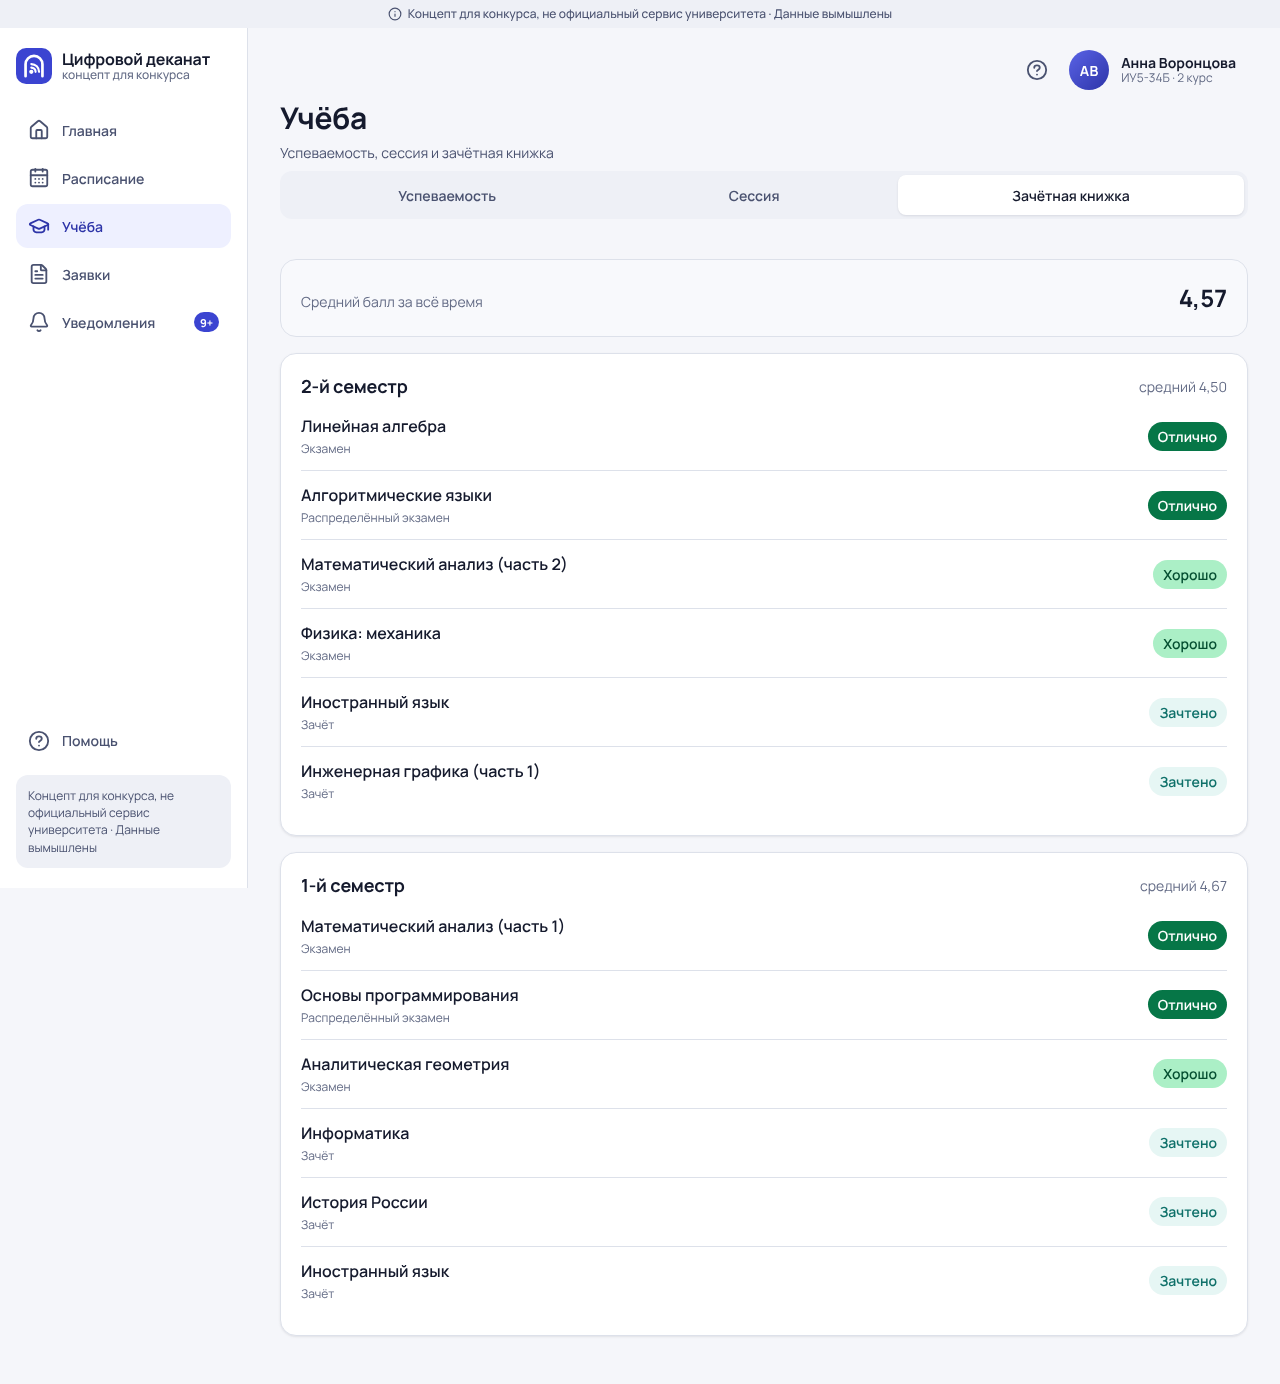 Концепт для конкурса, не официальный сервис университета · Данные вымышлены
Цифровой деканат
концепт для конкурса
Главная
Расписание
Учёба
Заявки
Уведомления 9+
Помощь
Концепт для конкурса, не
официальный сервис
университета · Данные
вымышлены
АВ
Анна Воронцова
ИУ5-34Б · 2 курс
Учёба
Успеваемость, сессия и зачётная книжка
Успеваемость Сессия Зачётная книжка
Средний балл за всё время 4,57
2-й семестр средний 4,50
Линейная алгебра
Экзамен
Отлично
Алгоритмические языки
Распределённый экзамен
Отлично
Математический анализ (часть 2)
Экзамен
Хорошо
Физика: механика
Экзамен
Хорошо
Иностранный язык
Зачёт
Зачтено
Инженерная графика (часть 1)
Зачёт
Зачтено
1-й семестр средний 4,67
Математический анализ (часть 1)
Экзамен
Отлично
Основы программирования
Распределённый экзамен
Отлично
Аналитическая геометрия
Экзамен
Хорошо
Информатика
Зачёт
Зачтено
История России
Зачёт
Зачтено
Иностранный язык
Зачёт
Зачтено